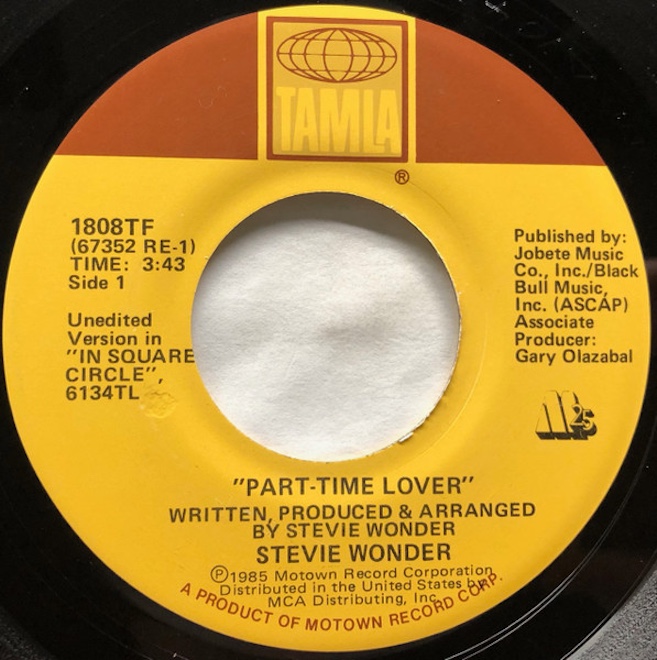 TAMLA
®
1808TF
(67352 RE-1)
TIME: 3:43
Side 1
Unedited
Version in
"IN SQUARE
CIRCLE",
6134TL
Published by:
Jobete Music
Co., Inc./Black
Bull Music,
Inc. (ASCAP)
Associate
Producer:
Gary Olazabal
M25
"PART-TIME LOVER"
WRITTEN, PRODUCED & ARRANGED
BY STEVIE WONDER
STEVIE WONDER
℗1985 Motown Record Corporation
Distributed in the United States by
MCA Distributing, Inc.
A PRODUCT OF MOTOWN RECORD CORP.